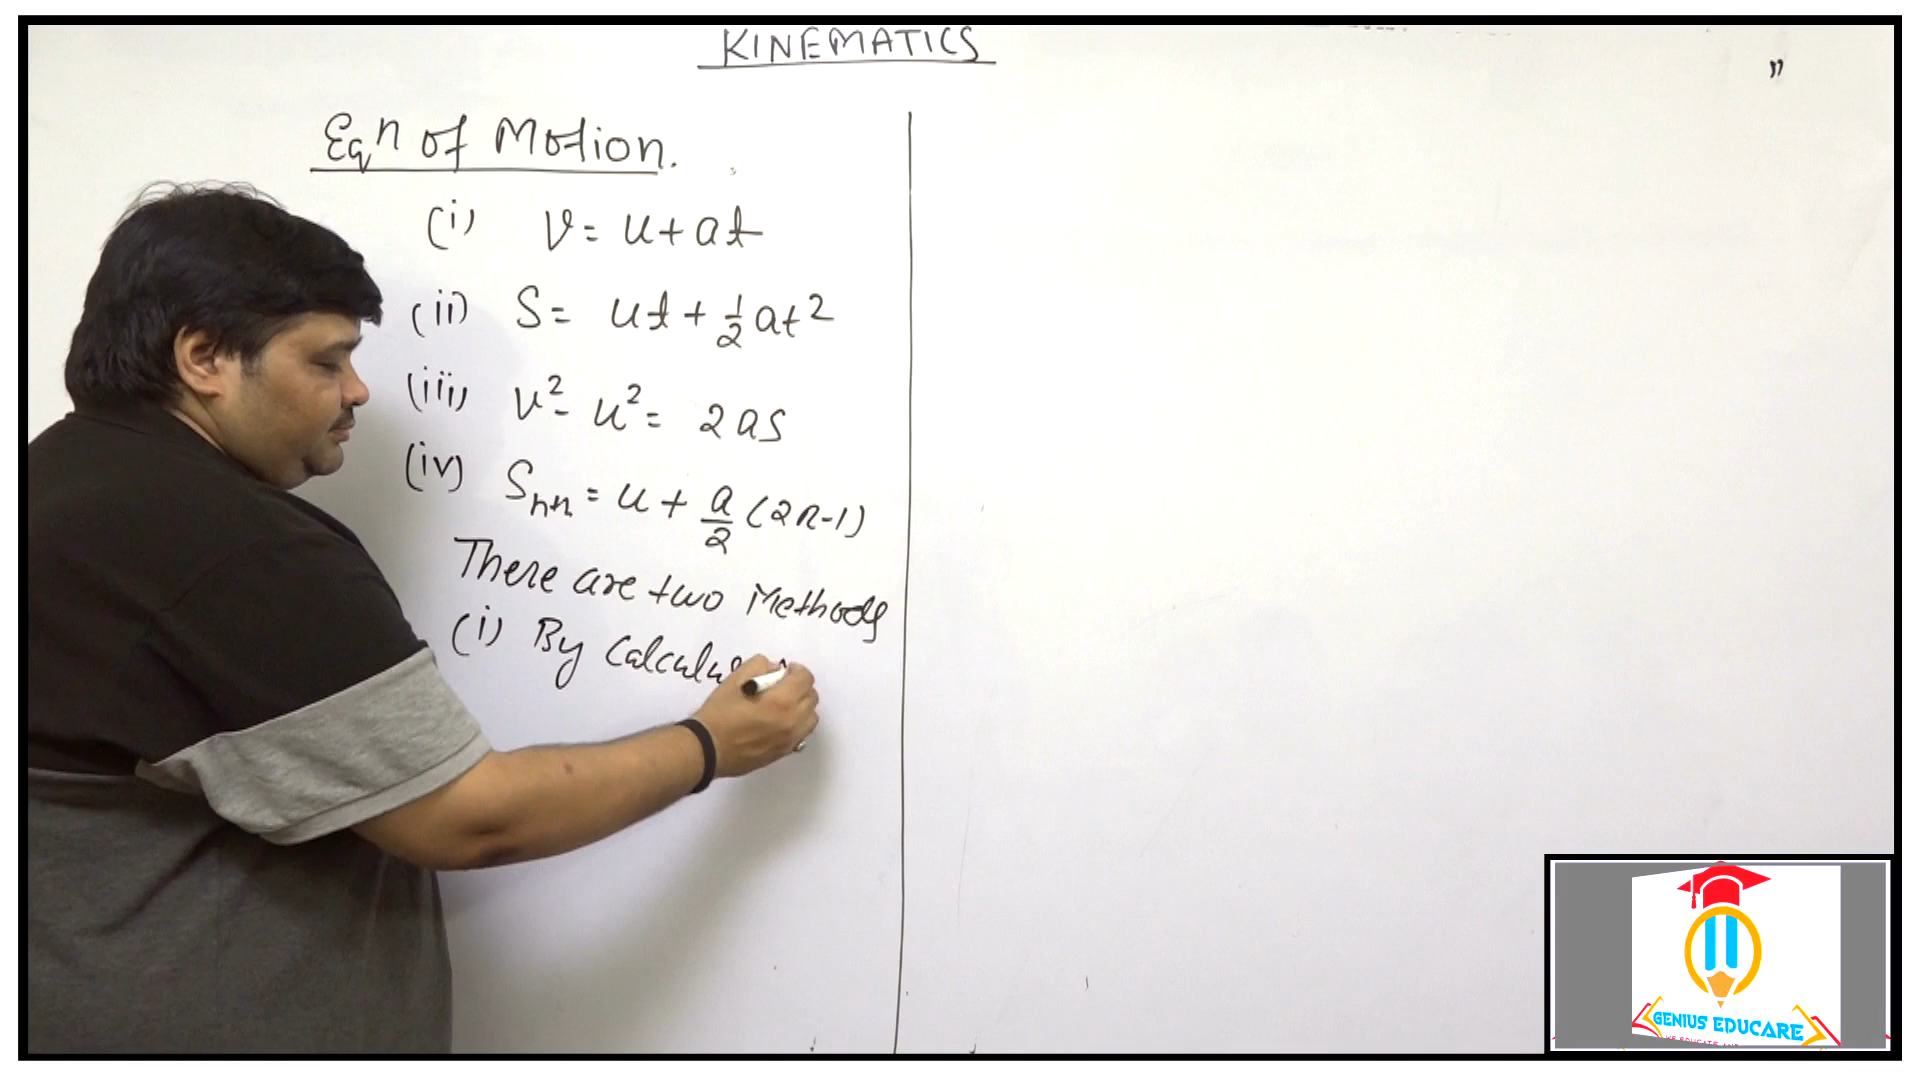 KINEMATICS
Eqn of Motion.
(i) v = u + at
(ii) S = ut + 1/2 at²
(iii) v² - u² = 2as
(iv) Snth = u + a/2 (2n-1)
There are two Methods
(i) By Calculus
GENIUS EDUCARE